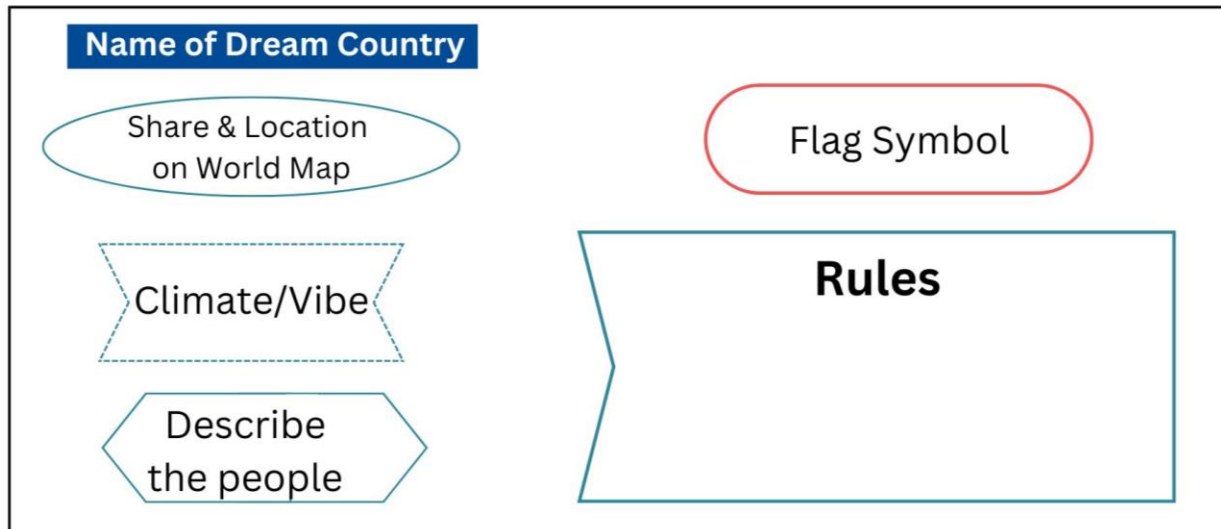 Name of Dream Country
Share & Location
on World Map
Flag Symbol
Climate/Vibe
Rules
Describe
the people